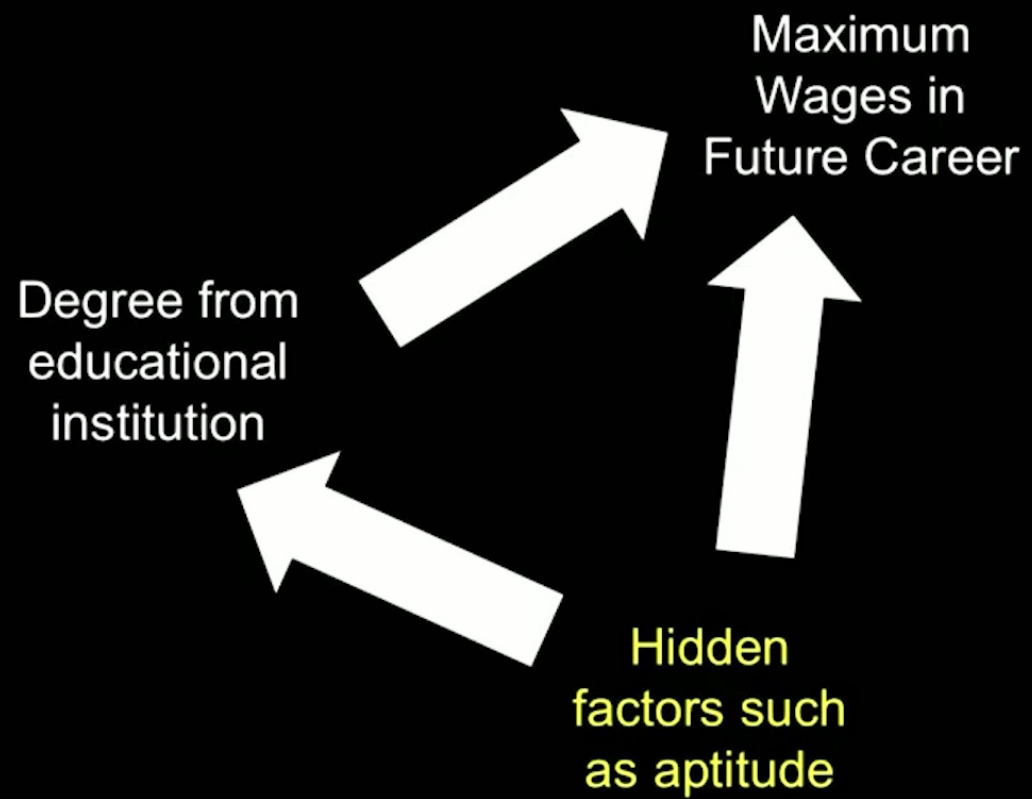 Maximum
Wages in
Future Career
Degree from
educational
institution
Hidden
factors such
as aptitude